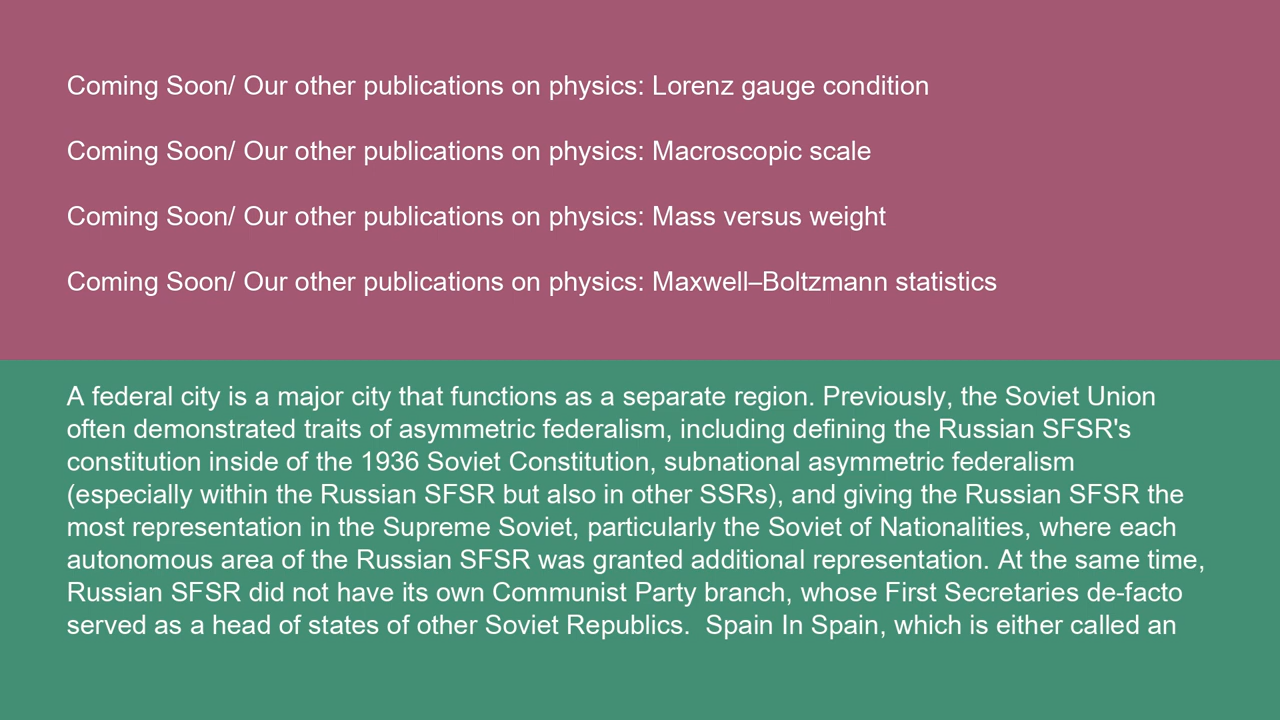 Coming Soon/ Our other publications on physics: Lorenz gauge condition
Coming Soon/ Our other publications on physics: Macroscopic scale
Coming Soon/ Our other publications on physics: Mass versus weight
Coming Soon/ Our other publications on physics: Maxwell–Boltzmann statistics
A federal city is a major city that functions as a separate region. Previously, the Soviet Union
often demonstrated traits of asymmetric federalism, including defining the Russian SFSR's
constitution inside of the 1936 Soviet Constitution, subnational asymmetric federalism
(especially within the Russian SFSR but also in other SSRs), and giving the Russian SFSR the
most representation in the Supreme Soviet, particularly the Soviet of Nationalities, where each
autonomous area of the Russian SFSR was granted additional representation. At the same time,
Russian SFSR did not have its own Communist Party branch, whose First Secretaries de-facto
served as a head of states of other Soviet Republics.  Spain In Spain, which is either called an